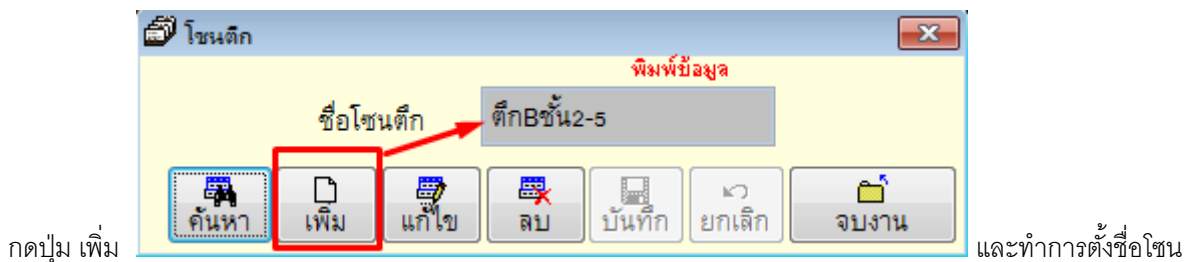 โซนตึก
พิมพ์ข้อมูล
ชื่อโซนตึก ตึกBชั้น2-5
ค้นหา เพิ่ม แก้ไข ลบ บันทึก ยกเลิก จบงาน
กดปุ่ม เพิ่ม และทำการตั้งชื่อโซน